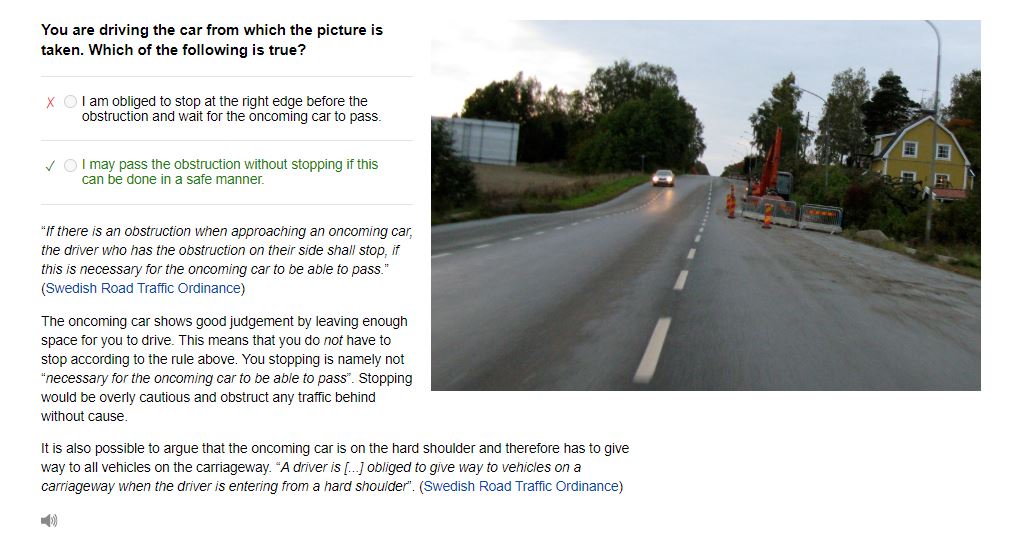 You are driving the car from which the picture is
taken. Which of the following is true?
✗ I am obliged to stop at the right edge before the
obstruction and wait for the oncoming car to pass.
✓ I may pass the obstruction without stopping if this
can be done in a safe manner.
“If there is an obstruction when approaching an oncoming car,
the driver who has the obstruction on their side shall stop, if
this is necessary for the oncoming car to be able to pass.”
(Swedish Road Traffic Ordinance)
The oncoming car shows good judgement by leaving enough
space for you to drive. This means that you do not have to
stop according to the rule above. You stopping is namely not
“necessary for the oncoming car to be able to pass”. Stopping
would be overly cautious and obstruct any traffic behind
without cause.
It is also possible to argue that the oncoming car is on the hard shoulder and therefore has to give
way to all vehicles on the carriageway. “A driver is [...] obliged to give way to vehicles on a
carriageway when the driver is entering from a hard shoulder”. (Swedish Road Traffic Ordinance)